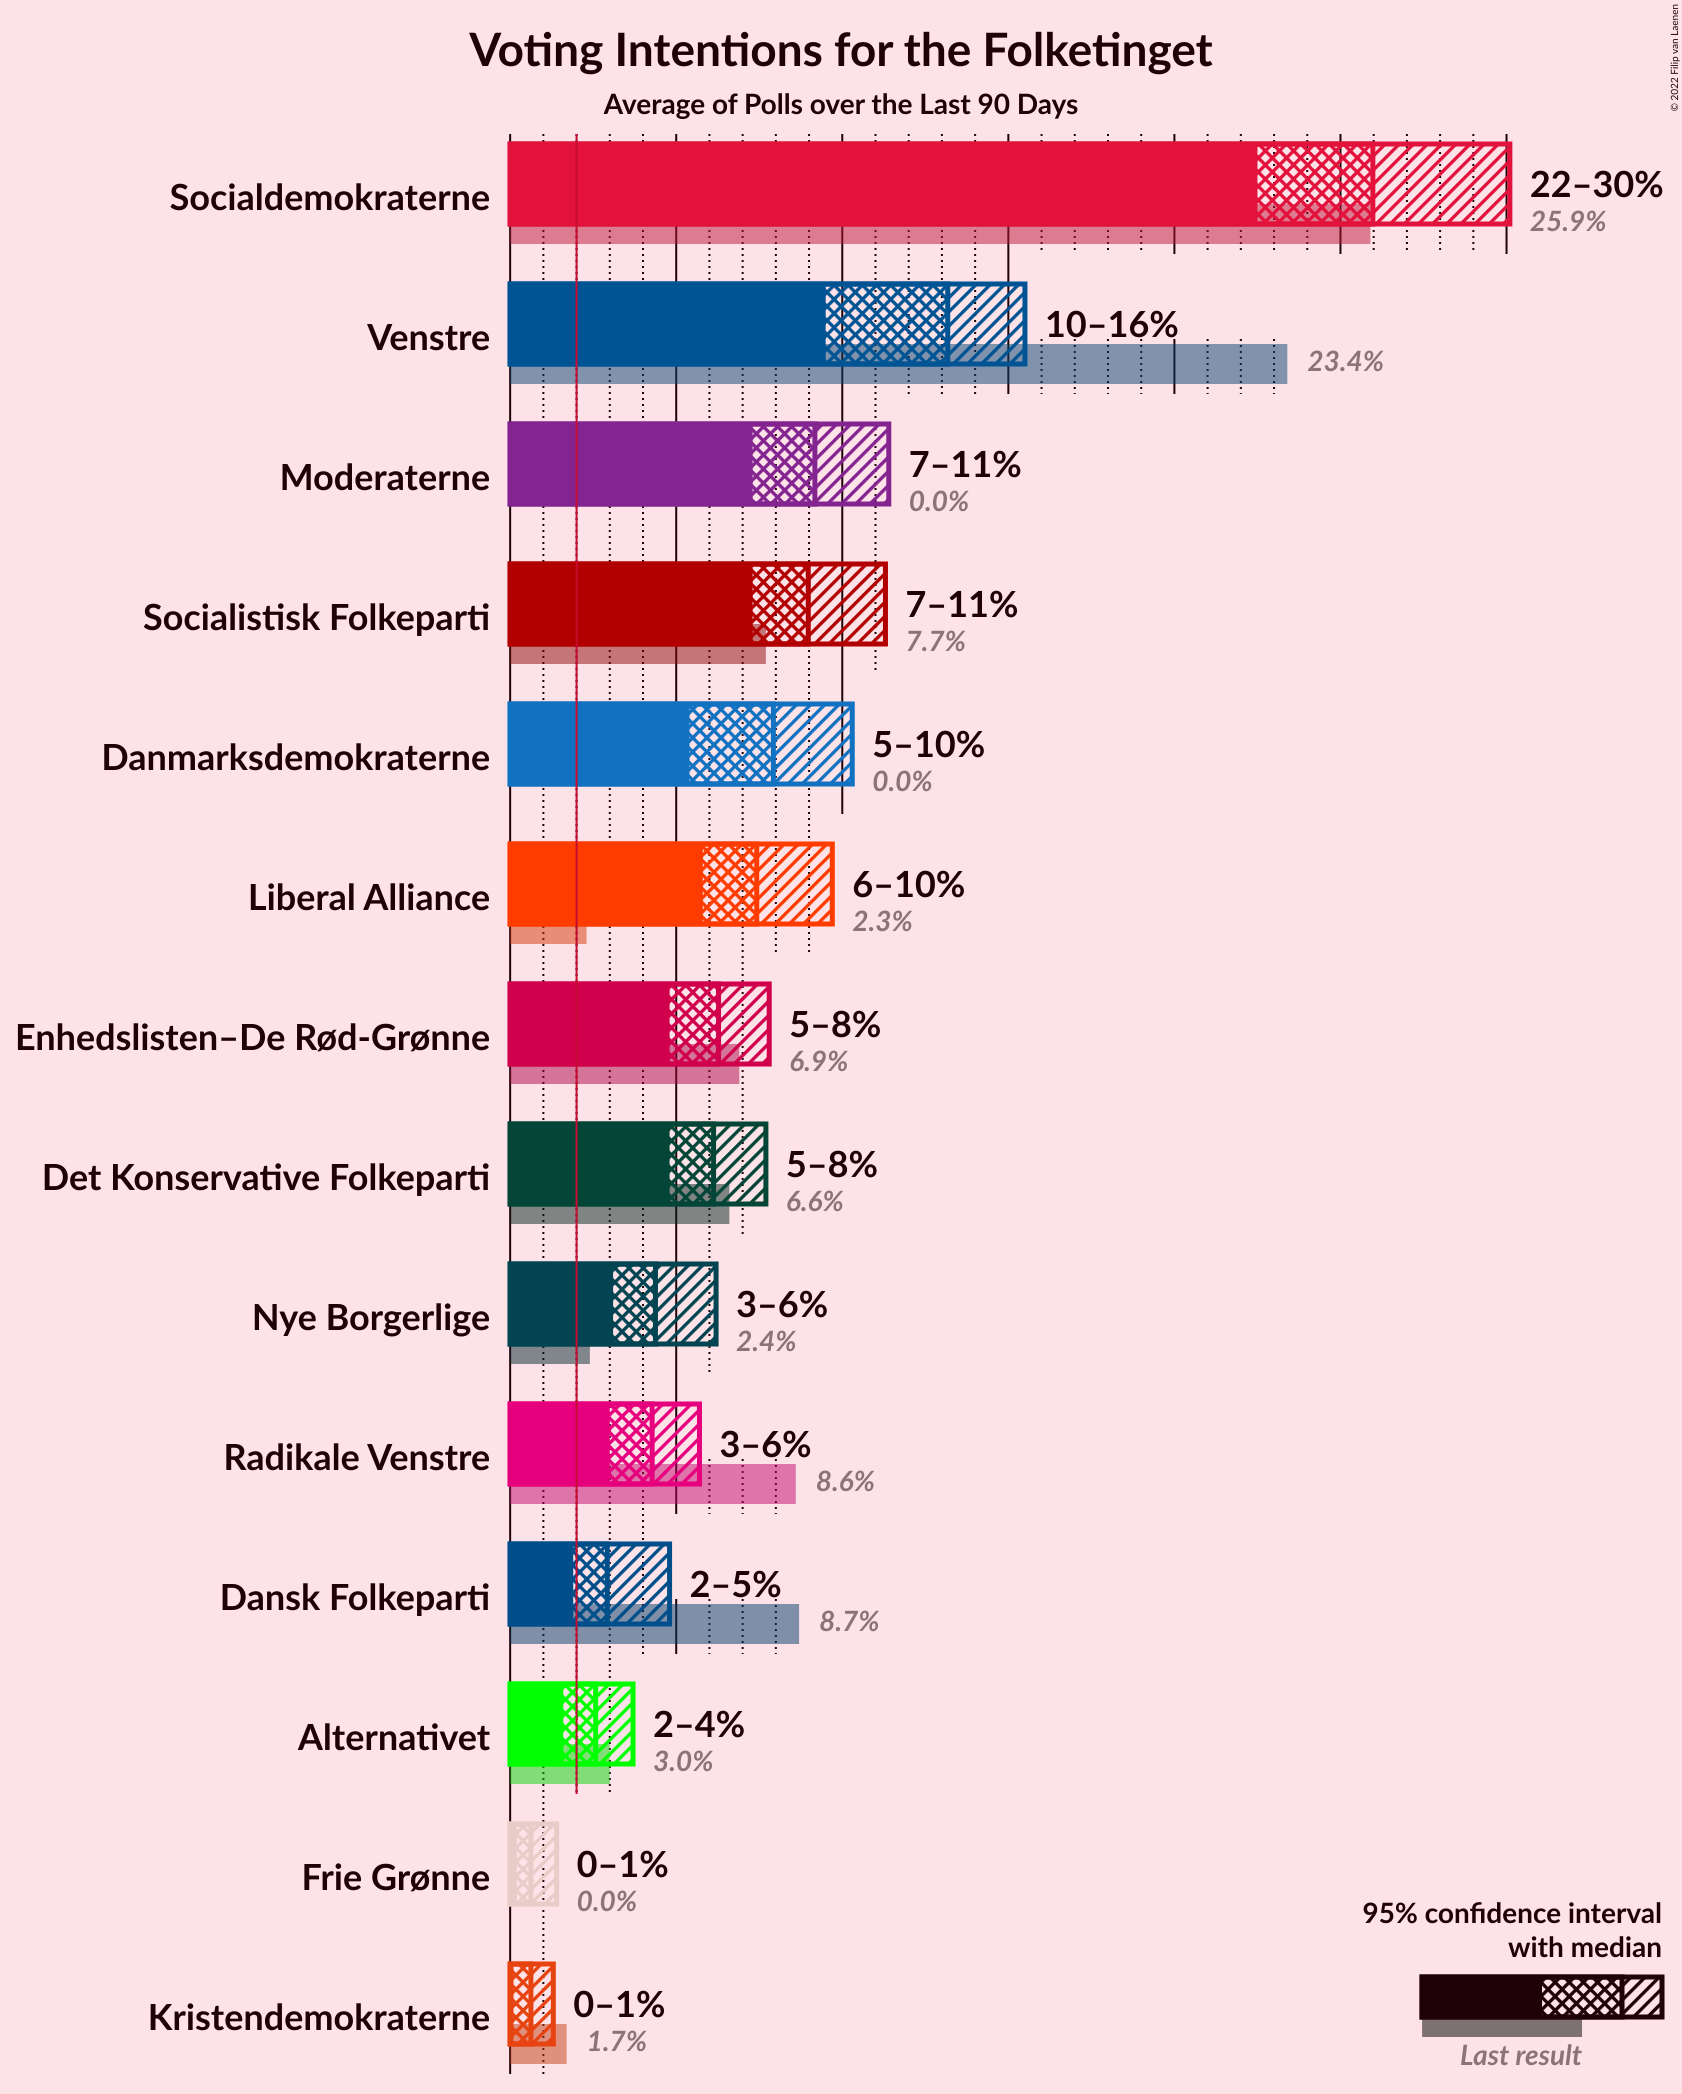 Voting Intentions for the Folketinget
Average of Polls over the Last 90 Days
© 2022 Filip van Laenen
Socialdemokraterne
22–30%
25.9%
Venstre
10–16%
23.4%
Moderaterne
7–11%
0.0%
Socialistisk Folkeparti
7–11%
7.7%
Danmarksdemokraterne
5–10%
0.0%
Liberal Alliance
6–10%
2.3%
Enhedslisten–De Rød-Grønne
5–8%
6.9%
Det Konservative Folkeparti
5–8%
6.6%
Nye Borgerlige
3–6%
2.4%
Radikale Venstre
3–6%
8.6%
Dansk Folkeparti
2–5%
8.7%
Alternativet
2–4%
3.0%
Frie Grønne
0–1%
0.0%
Kristendemokraterne
0–1%
1.7%
95% confidence interval
with median
Last result